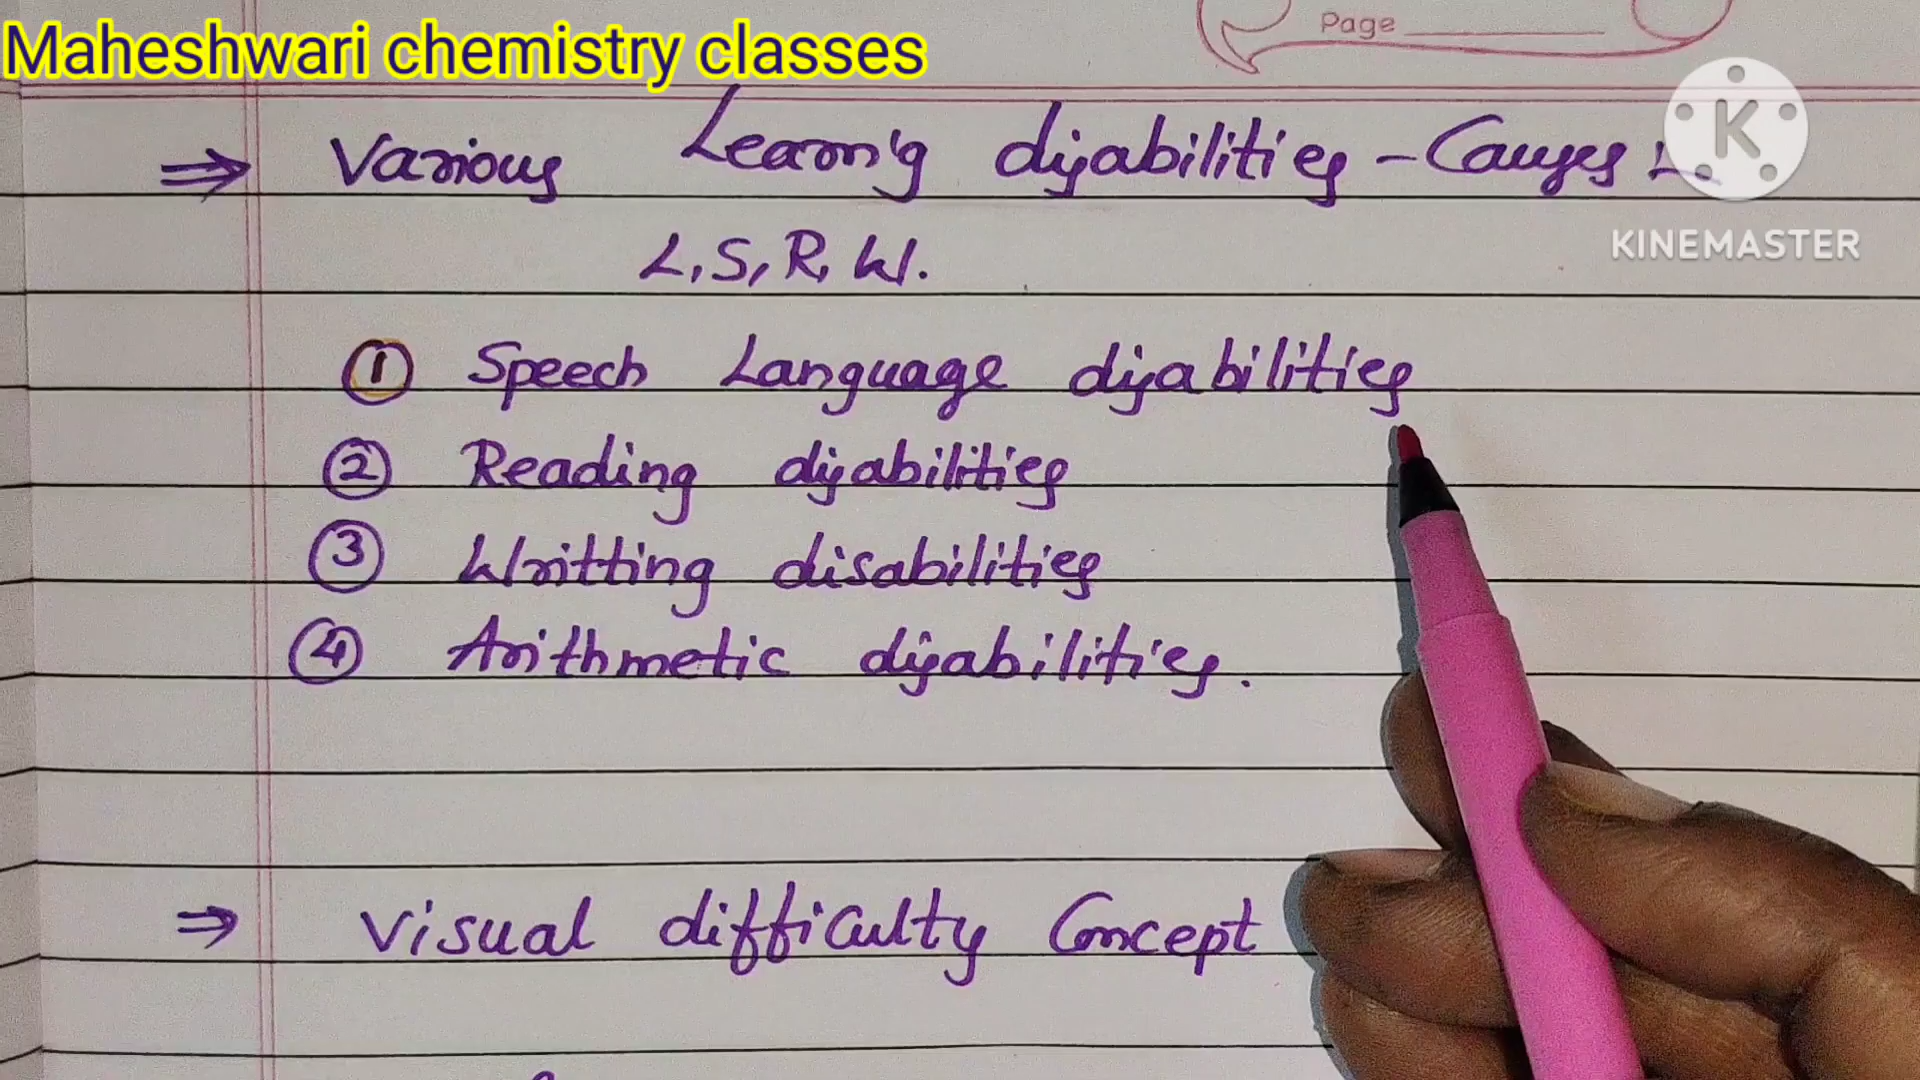 Maheshwari chemistry classes
Page
⇒ Various Learn'g disabilities - Causes
KINEMASTER
L, S, R, W.
① Speech Language disabilities
② Reading disabilities
③ Writting disabilities
④ Arithmetic disabilities.
⇒ Visual difficulty Concept